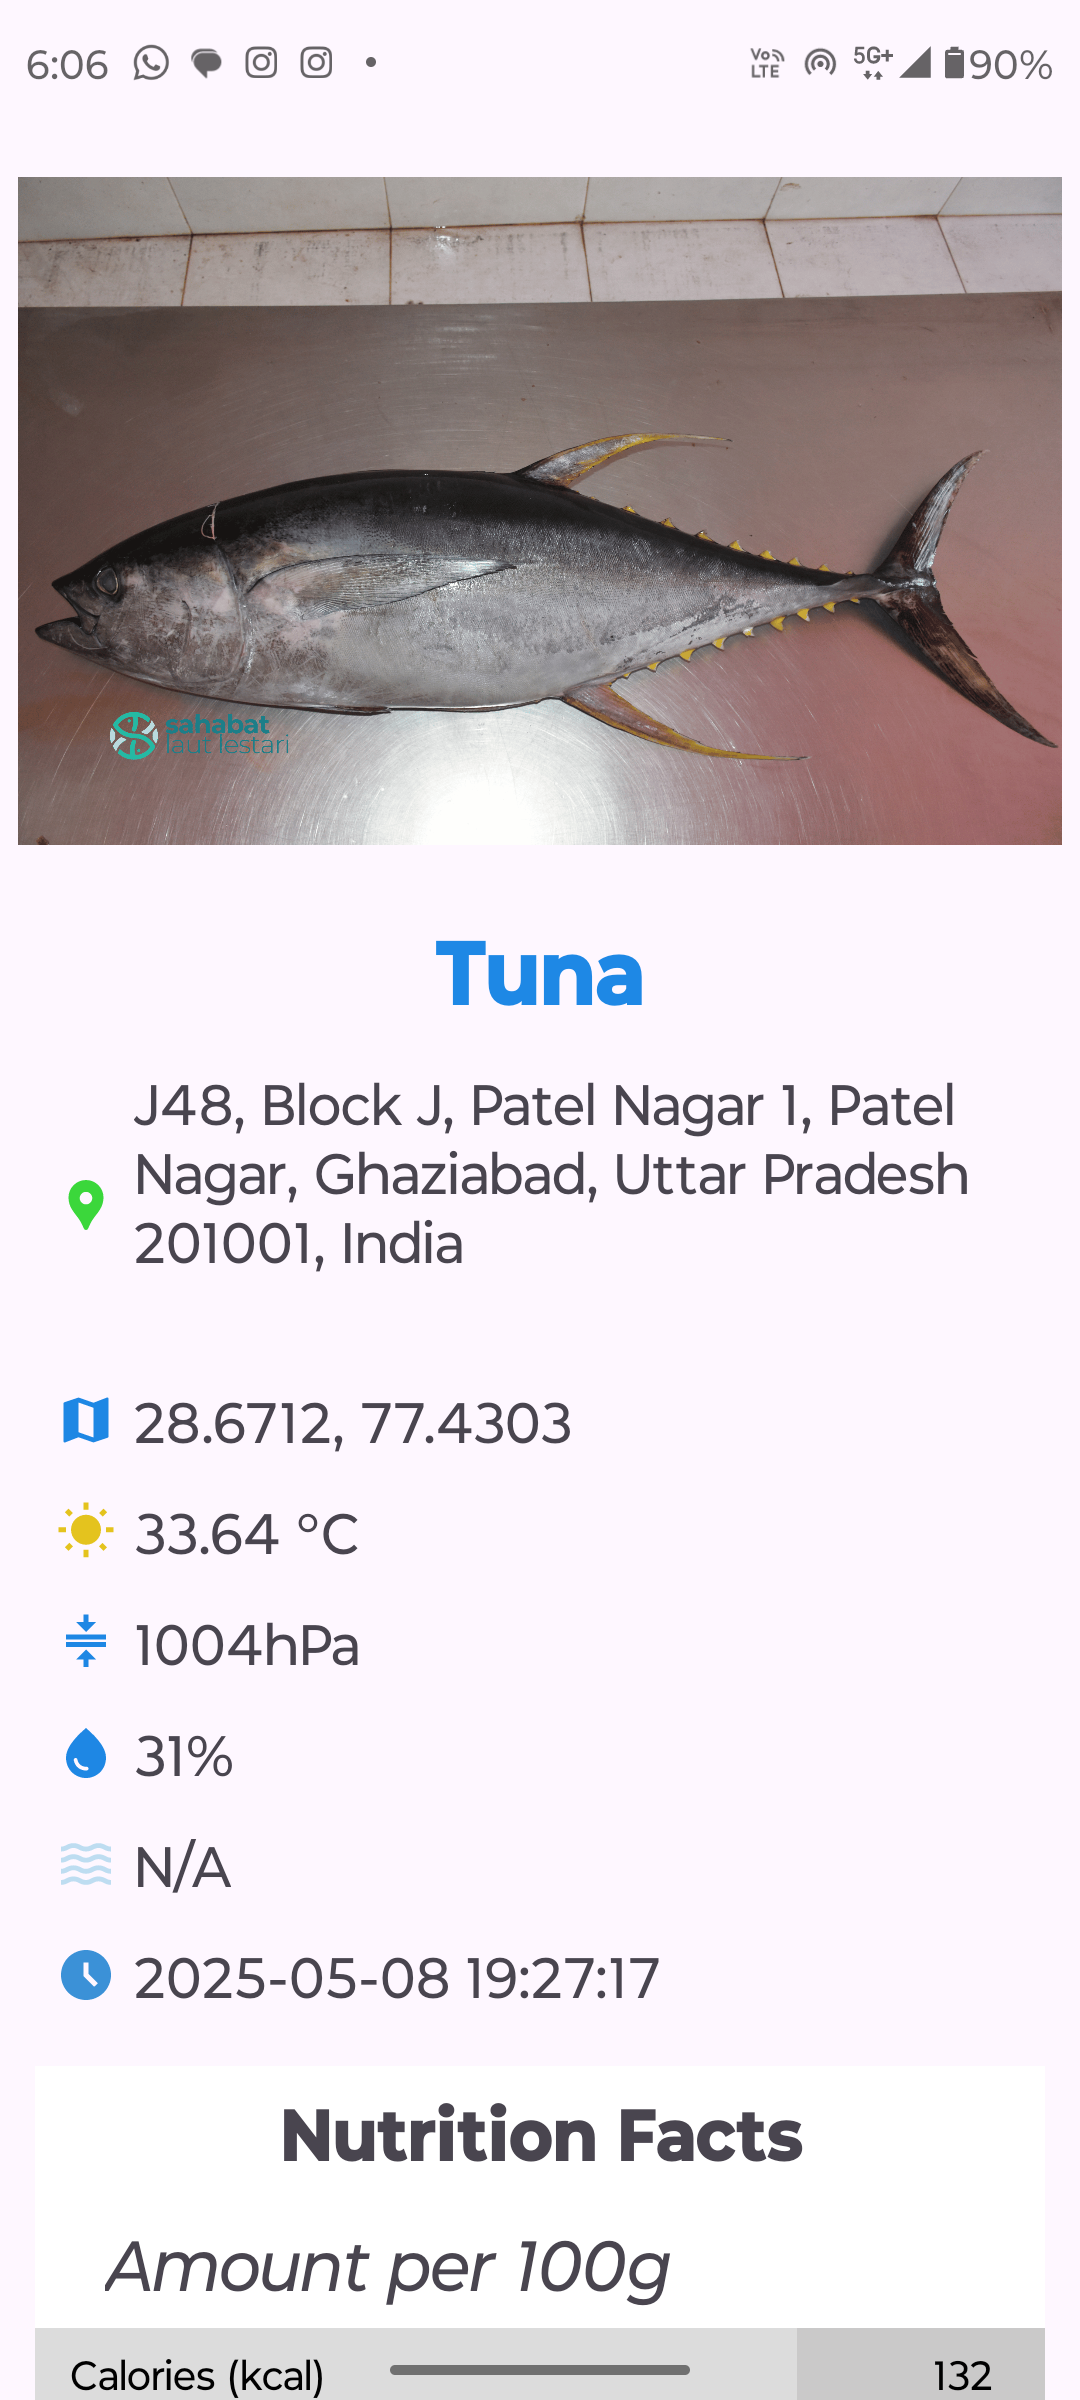 6:06
Vo LTE 5G+ 90%
sahabat
laut lestari
Tuna
J48, Block J, Patel Nagar 1, Patel
Nagar, Ghaziabad, Uttar Pradesh
201001, India
28.6712, 77.4303
33.64 °C
1004hPa
31%
N/A
2025-05-08 19:27:17
Nutrition Facts
Amount per 100g
Calories (kcal) 132